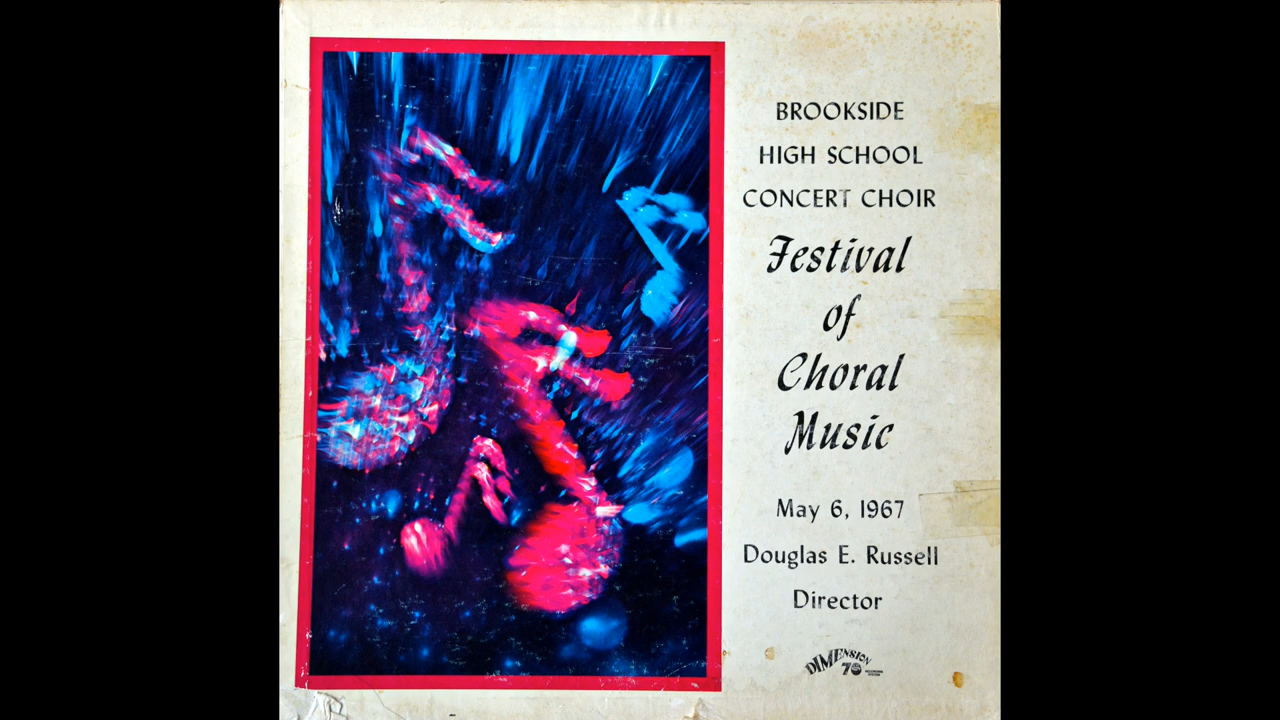 BROOKSIDE
HIGH SCHOOL
CONCERT CHOIR
Festival
of
Choral
Music
May 6, 1967
Douglas E. Russell
Director
DIMENSION
70